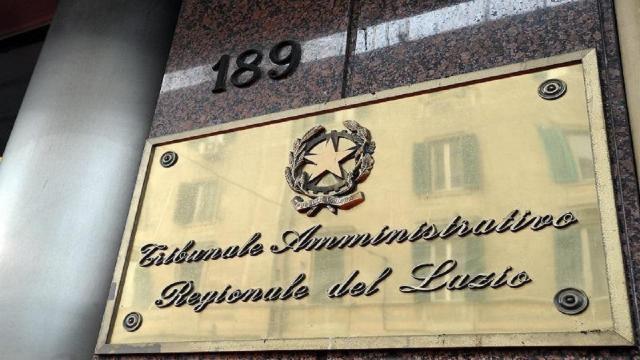 189
Tribunale Amministrativo
Regionale del Lazio